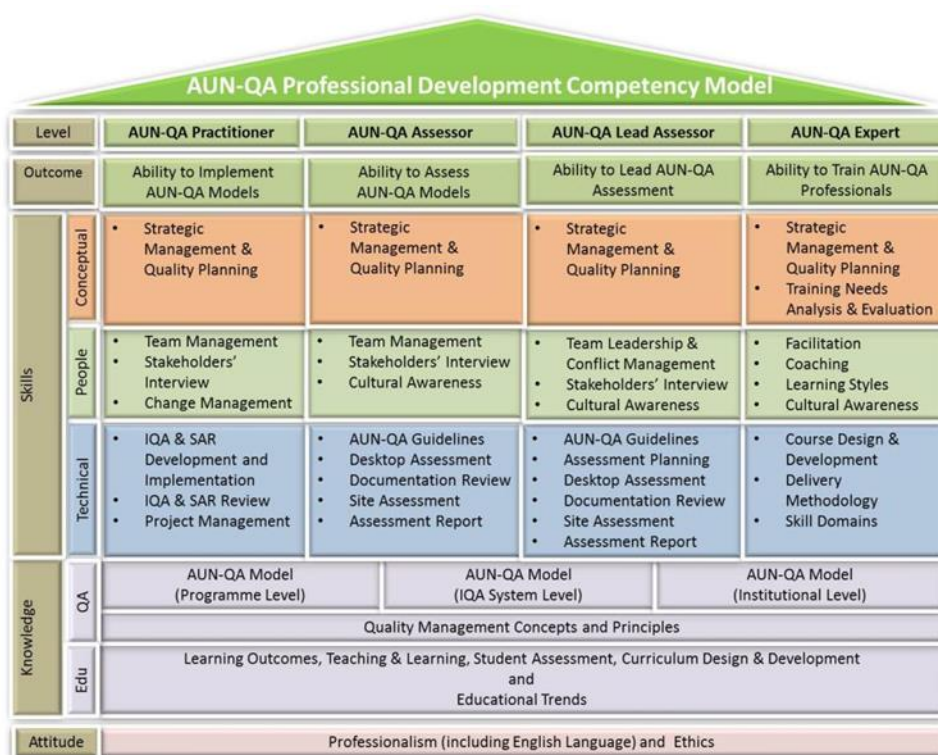 AUN-QA Professional Development Competency Model
Level
AUN-QA Practitioner
AUN-QA Assessor
AUN-QA Lead Assessor
AUN-QA Expert
Outcome
Ability to Implement
AUN-QA Models
Ability to Assess
AUN-QA Models
Ability to Lead AUN-QA
Assessment
Ability to Train AUN-QA
Professionals
Skills
Conceptual
• Strategic
Management &
Quality Planning
• Strategic
Management &
Quality Planning
• Strategic
Management &
Quality Planning
• Strategic
Management &
Quality Planning
• Training Needs
Analysis & Evaluation
People
• Team Management
• Stakeholders'
Interview
• Change Management
• Team Management
• Stakeholders' Interview
• Cultural Awareness
• Team Leadership &
Conflict Management
• Stakeholders' Interview
• Cultural Awareness
• Facilitation
• Coaching
• Learning Styles
• Cultural Awareness
Technical
• IQA & SAR
Development and
Implementation
• IQA & SAR Review
• Project Management
• AUN-QA Guidelines
• Desktop Assessment
• Documentation Review
• Site Assessment
• Assessment Report
• AUN-QA Guidelines
• Assessment Planning
• Desktop Assessment
• Documentation Review
• Site Assessment
• Assessment Report
• Course Design &
Development
• Delivery
Methodology
• Skill Domains
Knowledge
QA
AUN-QA Model
(Programme Level)
AUN-QA Model
(IQA System Level)
AUN-QA Model
(Institutional Level)
Quality Management Concepts and Principles
Edu
Learning Outcomes, Teaching & Learning, Student Assessment, Curriculum Design & Development
and
Educational Trends
Attitude
Professionalism (including English Language) and Ethics